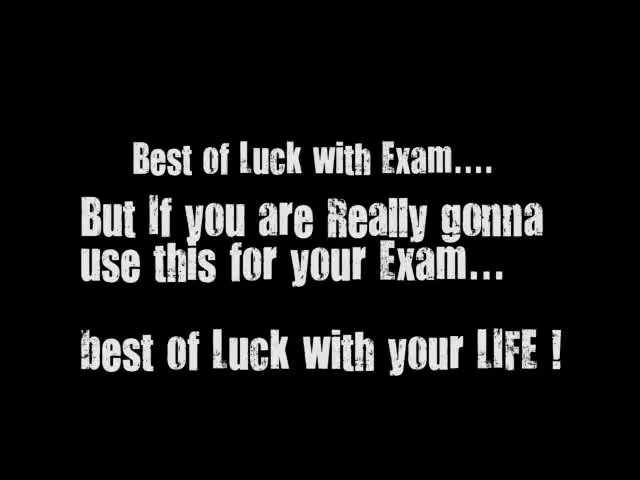 Best of Luck with Exam....
But If you are Really gonna
use this for your Exam...
best of Luck with your LIFE !